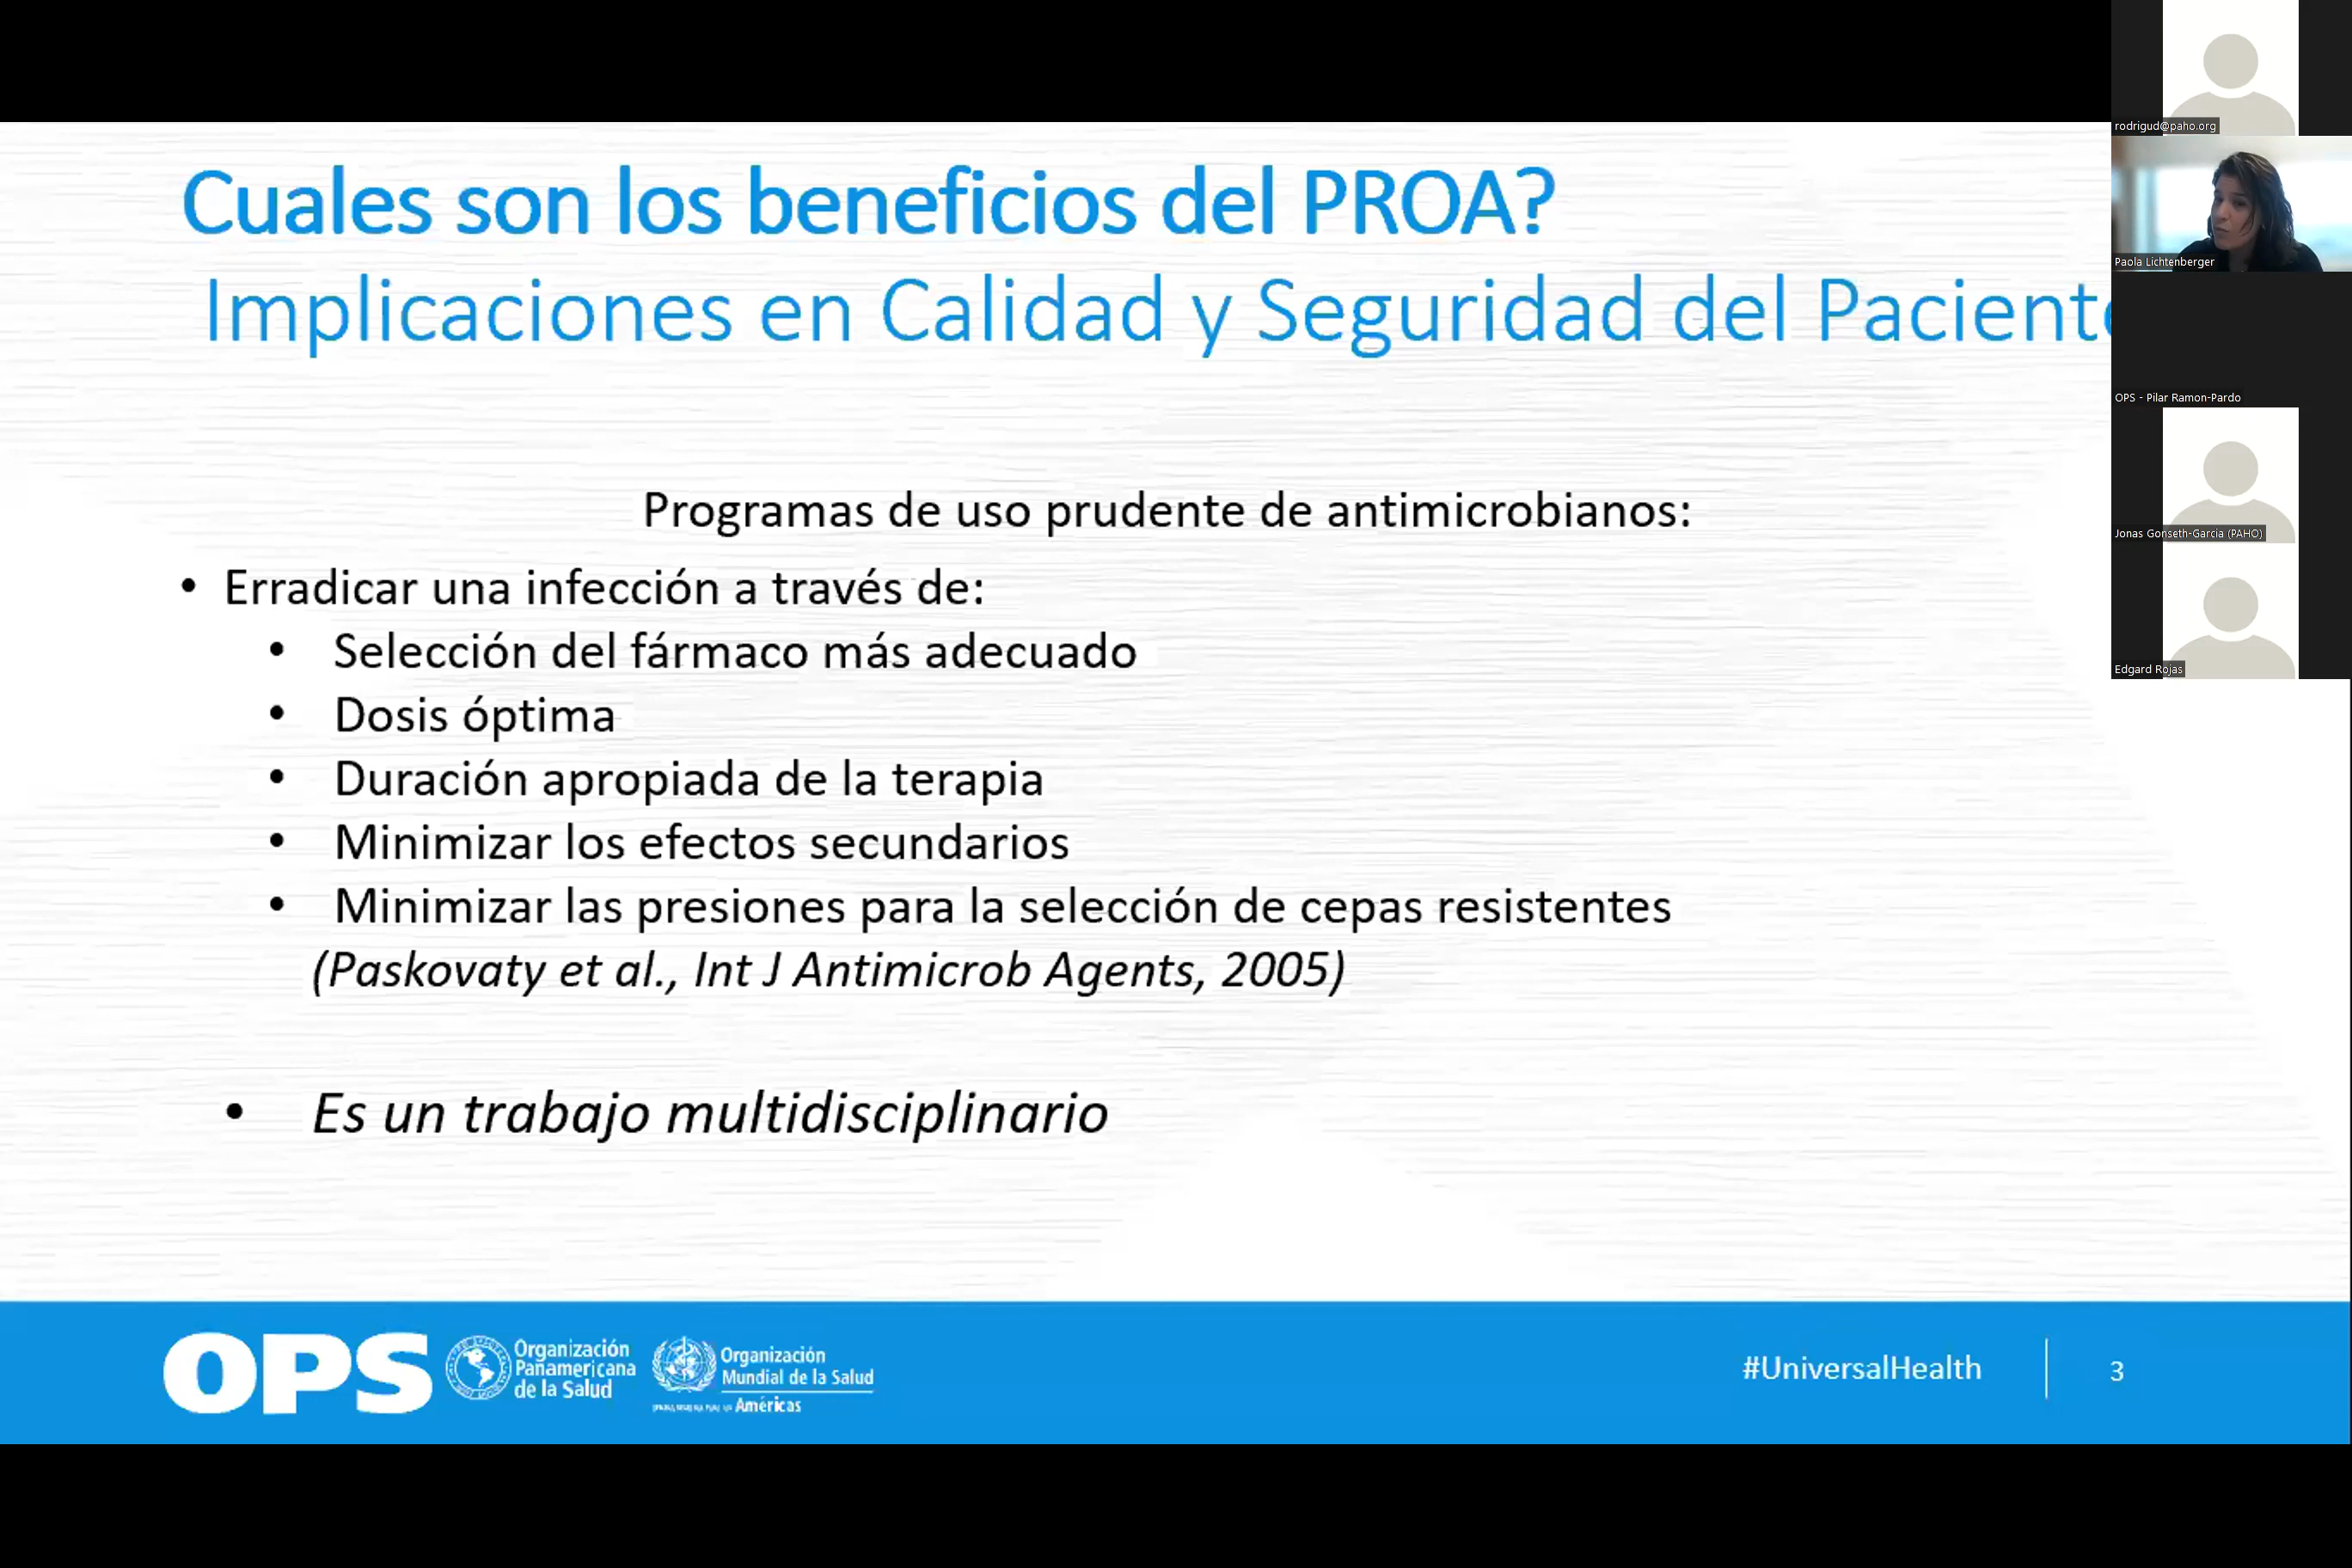 Cuales son los beneficios del PROA?
Implicaciones en Calidad y Seguridad del Pacient
Programas de uso prudente de antimicrobianos:
• Erradicar una infección a través de:
• Selección del fármaco más adecuado
• Dosis óptima
• Duración apropiada de la terapia
• Minimizar los efectos secundarios
• Minimizar las presiones para la selección de cepas resistentes
(Paskovaty et al., Int J Antimicrob Agents, 2005)
• Es un trabajo multidisciplinario
OPS
Organización
Panamericana
de la Salud
Organización
Mundial de la Salud
Américas
#UniversalHealth
3
rodrigud@paho.org
Paola Lichtenberger
OPS - Pilar Ramon-Pardo
Jonas Gonseth-Garcia (PAHO)
Edgard Rojas